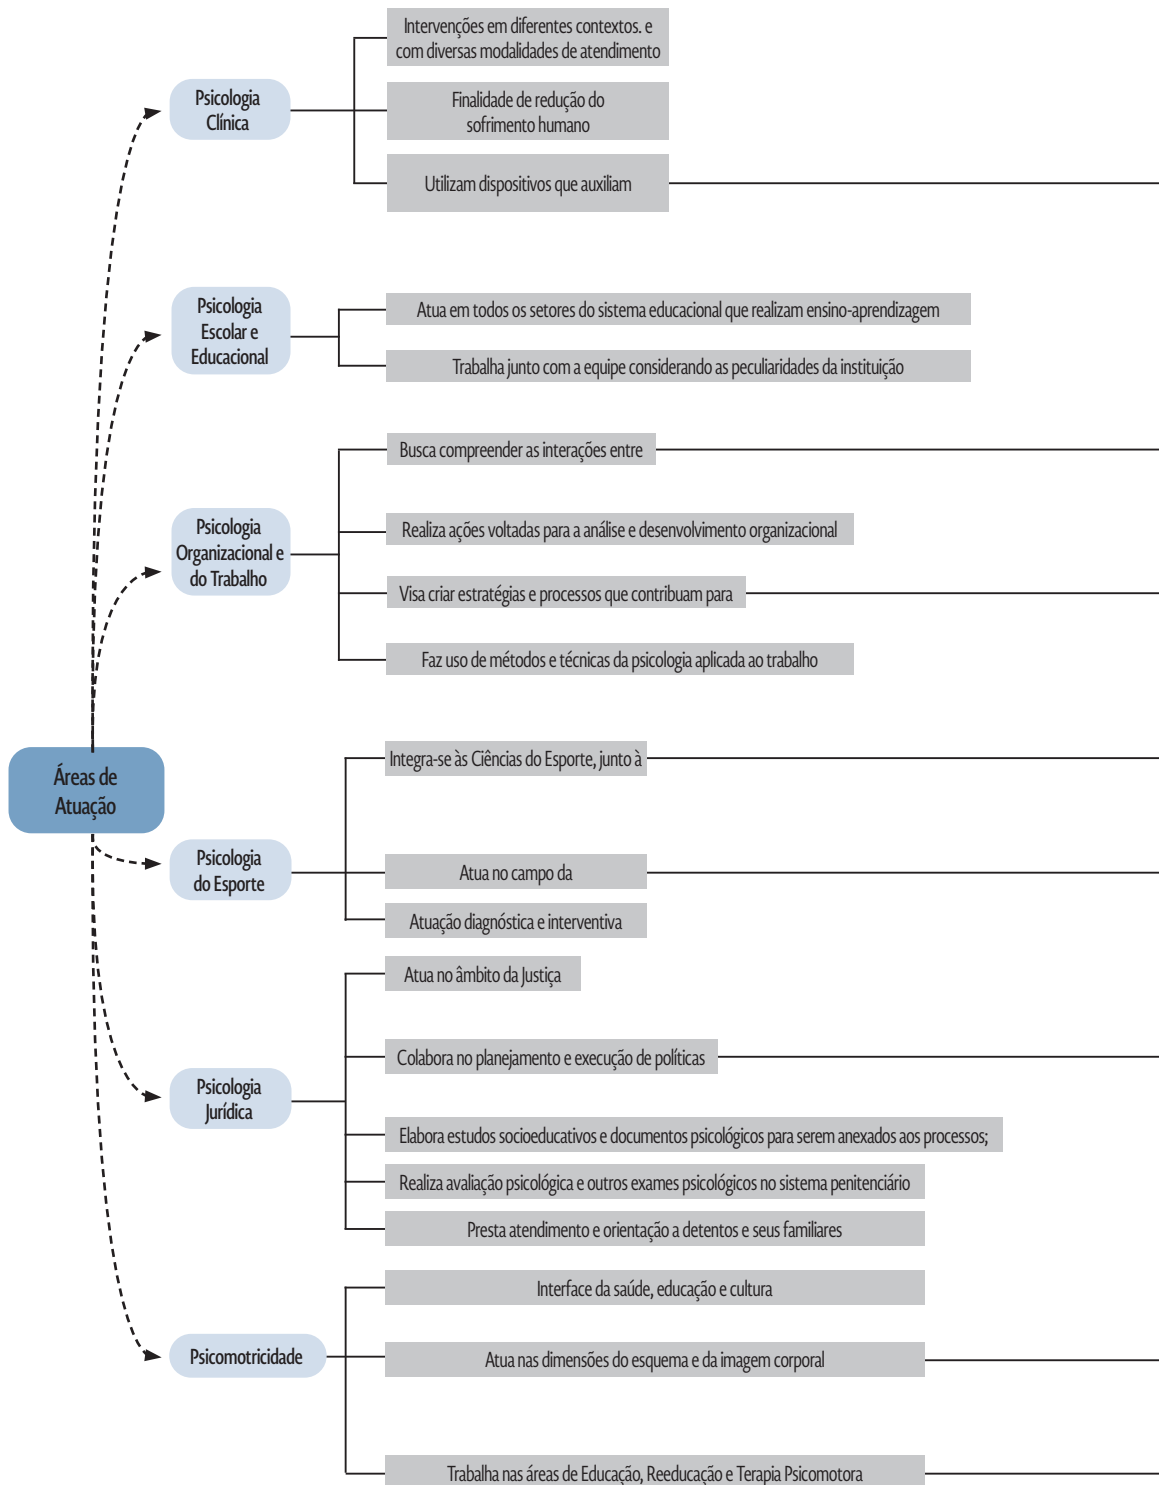 Intervenções em diferentes contextos. e
com diversas modalidades de atendimento
Psicologia
Clínica
Finalidade de redução do
sofrimento humano
Utilizam dispositivos que auxiliam
Psicologia
Escolar e
Educacional
Atua em todos os setores do sistema educacional que realizam ensino-aprendizagem
Trabalha junto com a equipe considerando as peculiaridades da instituição
Busca compreender as interações entre
Psicologia
Organizacional e
do Trabalho
Realiza ações voltadas para a análise e desenvolvimento organizacional
Visa criar estratégias e processos que contribuam para
Faz uso de métodos e técnicas da psicologia aplicada ao trabalho
Áreas de
Atuação
Integra-se às Ciências do Esporte, junto à
Psicologia
do Esporte
Atua no campo da
Atuação diagnóstica e interventiva
Atua no âmbito da Justiça
Colabora no planejamento e execução de políticas
Psicologia
Jurídica
Elabora estudos socioeducativos e documentos psicológicos para serem anexados aos processos;
Realiza avaliação psicológica e outros exames psicológicos no sistema penitenciário
Presta atendimento e orientação a detentos e seus familiares
Interface da saúde, educação e cultura
Psicomotricidade
Atua nas dimensões do esquema e da imagem corporal
Trabalha nas áreas de Educação, Reeducação e Terapia Psicomotora